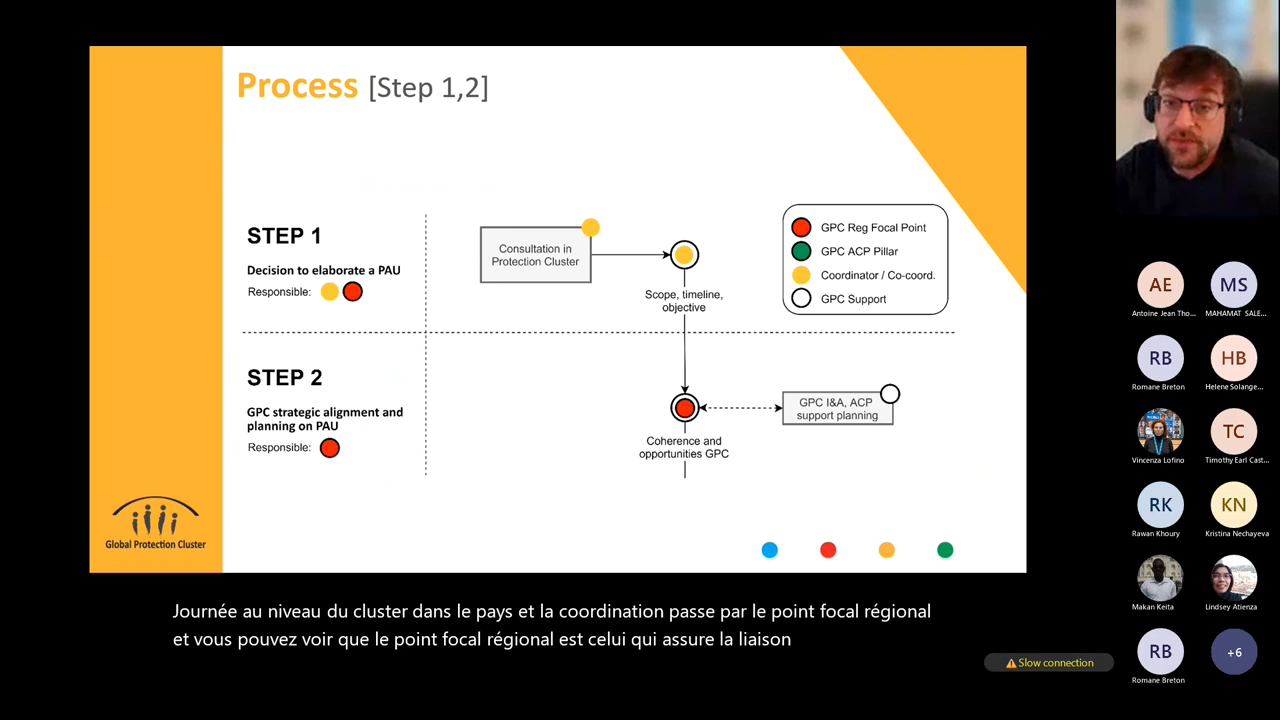 Process [Step 1,2]
STEP 1
Decision to elaborate a PAU
Responsible:
Consultation in
Protection Cluster
Scope, timeline,
objective
GPC Reg Focal Point
GPC ACP Pillar
Coordinator / Co-coord.
GPC Support
STEP 2
GPC strategic alignment and
planning on PAU
Responsible:
GPC I&A, ACP
support planning
Coherence and
opportunities GPC
Global Protection Cluster
Journée au niveau du cluster dans le pays et la coordination passe par le point focal régional
et vous pouvez voir que le point focal régional est celui qui assure la liaison
Slow connection
AE
MS
Antoine Jean Tho...
MAHAMAT SALE...
RB
HB
Romane Breton
Helene Solange...
TC
Vincenza Lofino
Timothy Earl Cast...
RK
KN
Rawan Khoury
Kristina Nechayeva
Makan Keita
Lindsey Atienza
RB
+6
Romane Breton